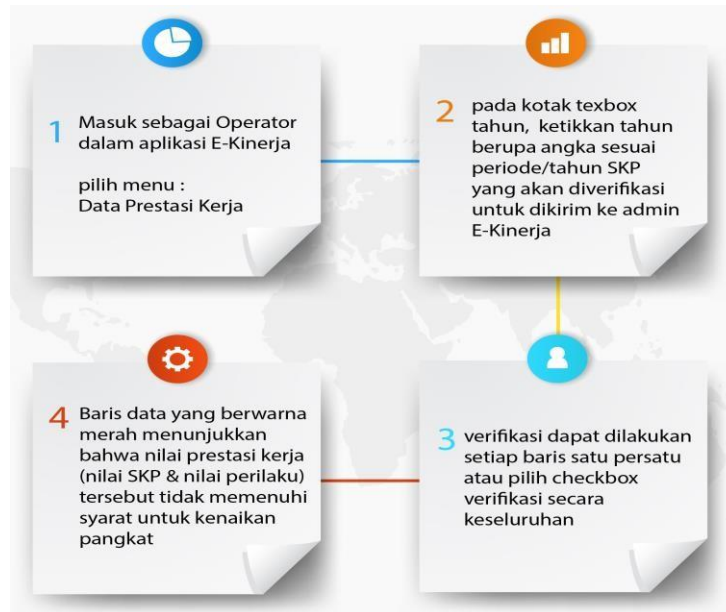 1 Masuk sebagai Operator
dalam aplikasi E-Kinerja
pilih menu :
Data Prestasi Kerja
2 pada kotak texbox
tahun, ketikkan tahun
berupa angka sesuai
periode/tahun SKP
yang akan diverifikasi
untuk dikirim ke admin
E-Kinerja
3 verifikasi dapat dilakukan
setiap baris satu persatu
atau pilih checkbox
verifikasi secara
keseluruhan
4 Baris data yang berwarna
merah menunjukkan
bahwa nilai prestasi kerja
(nilai SKP & nilai perilaku)
tersebut tidak memenuhi
syarat untuk kenaikan
pangkat